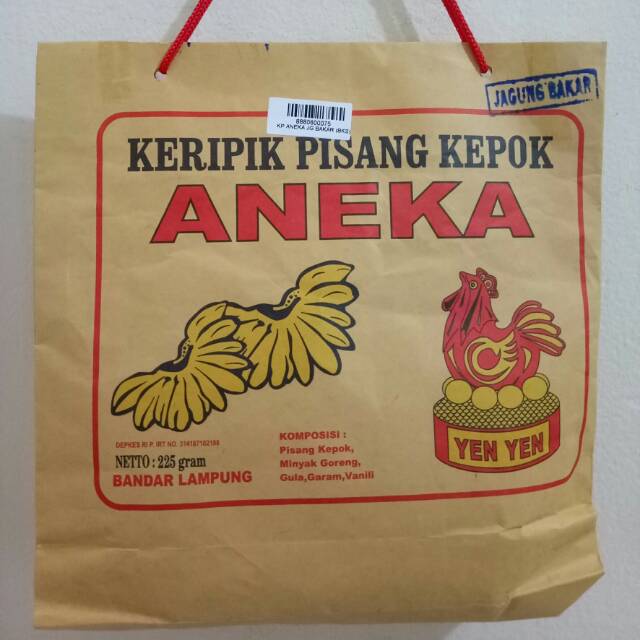 JAGUNG BAKAR
8980800075
KP ANEKA JG BAKAR (BKS)
KERIPIK PISANG KEPOK
ANEKA
YEN YEN
DEPKES RI P. IRT NO. 314187102188
NETTO : 225 gram
BANDAR LAMPUNG
KOMPOSISI :
Pisang Kepok,
Minyak Goreng,
Gula,Garam,Vanili